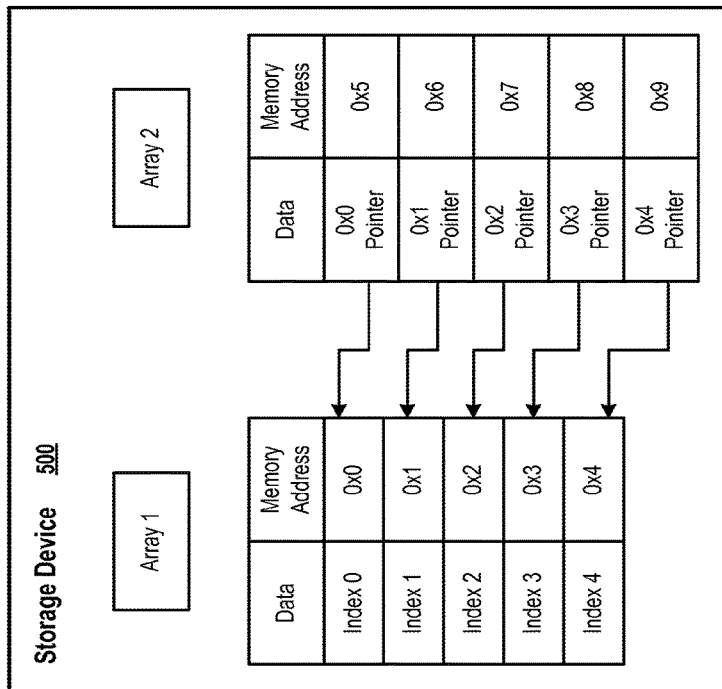 Storage Device 500
Array 1
Data Memory Address
Index 0 0x0
Index 1 0x1
Index 2 0x2
Index 3 0x3
Index 4 0x4
Array 2
Data Memory Address
0x0 Pointer 0x5
0x1 Pointer 0x6
0x2 Pointer 0x7
0x3 Pointer 0x8
0x4 Pointer 0x9